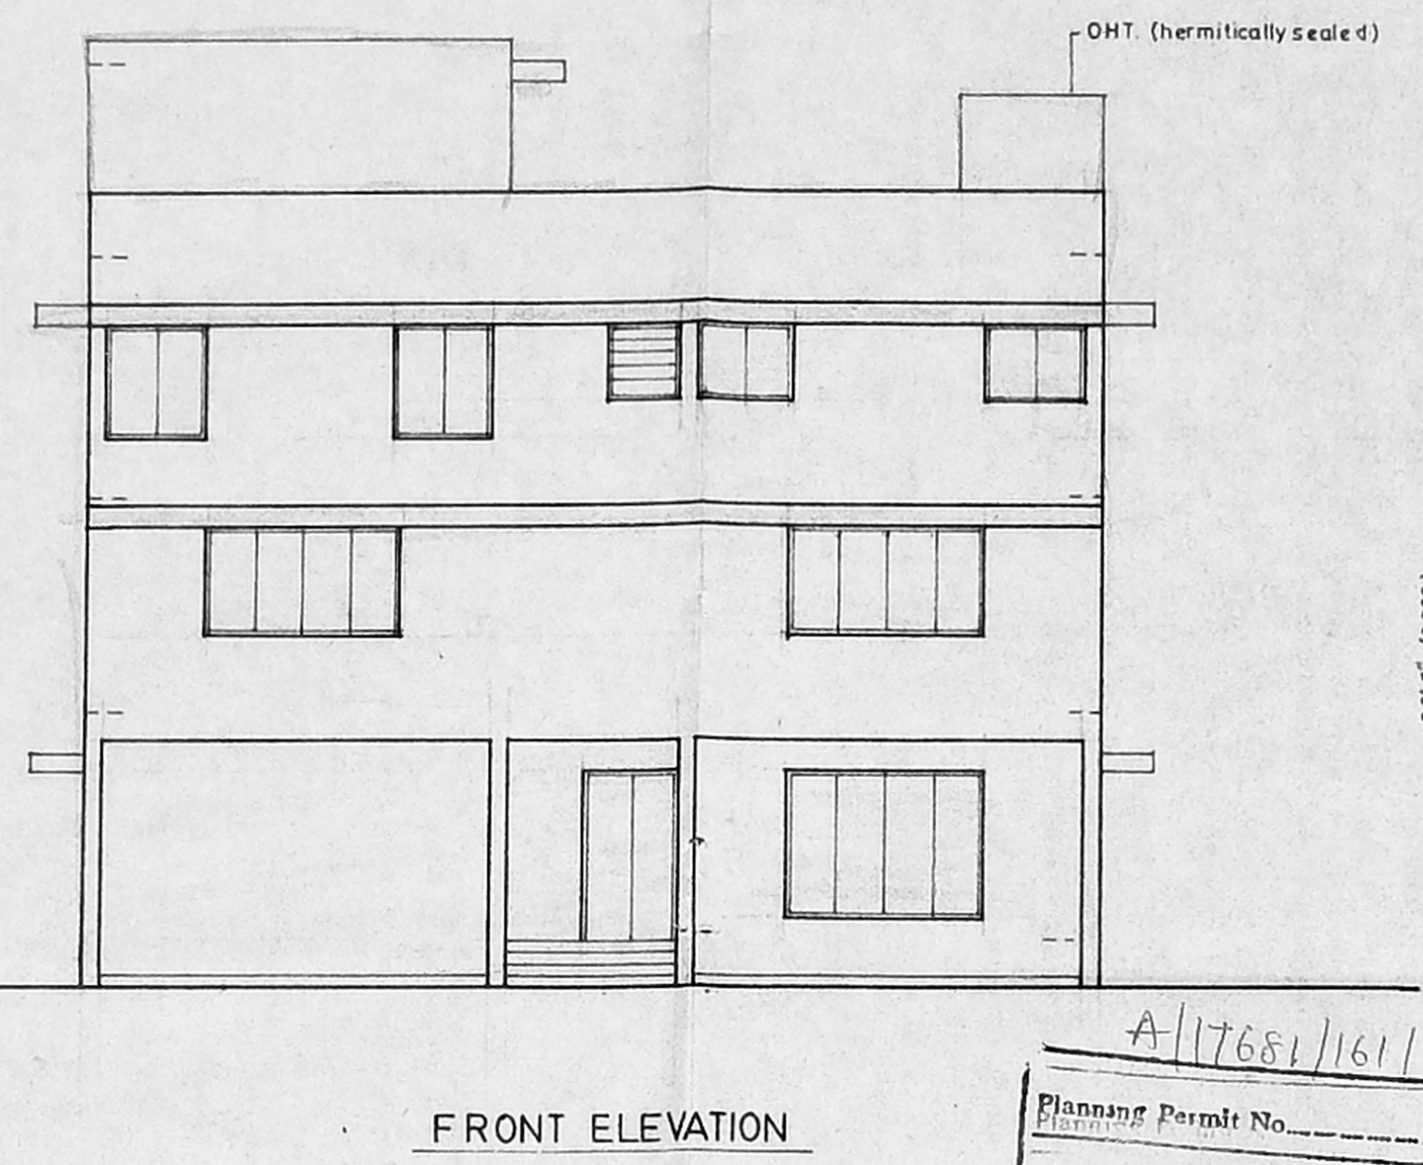 OHT. (hermitically sealed)
A/17681/161/
FRONT ELEVATION
Planning Permit No.